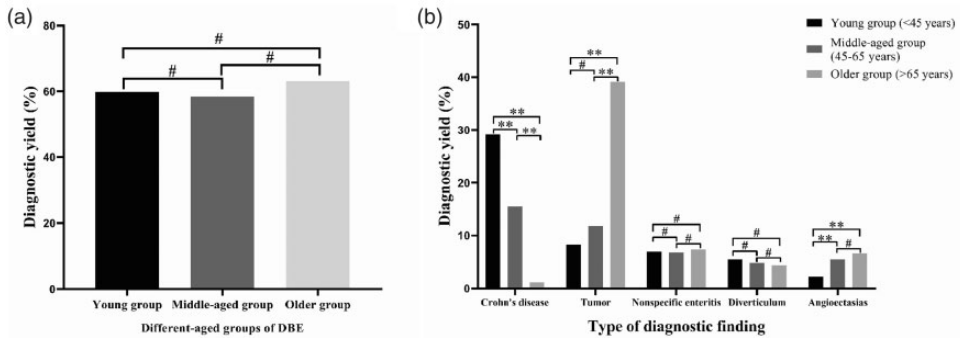 (a)
Diagnostic yield (%)
80
60
40
20
0
#
#
#
Young group
Middle-aged group
Older group
Different-aged groups of DBE
(b)
Diagnostic yield (%)
50
40
30
20
10
0
Young group (<45 years)
Middle-aged group
(45-65 years)
Older group (>65 years)
**
**
**
**
#
**
#
#
#
#
#
#
**
**
#
Crohn's disease
Tumor
Nonspecific enteritis
Diverticulum
Angioectasias
Type of diagnostic finding